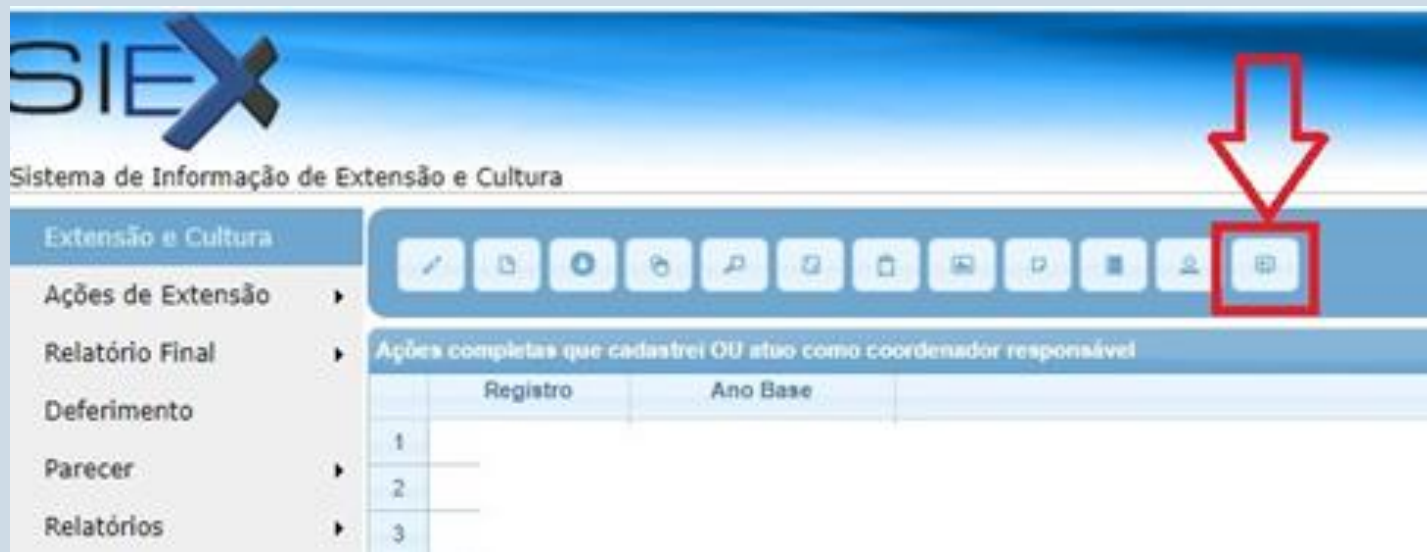 SIEX
Sistema de Informação de Extensão e Cultura
Extensão e Cultura
Ações de Extensão
Relatório Final
Deferimento
Parecer
Relatórios
Ações completas que cadastrei OU atuo como coordenador responsável
Registro Ano Base
1
2
3